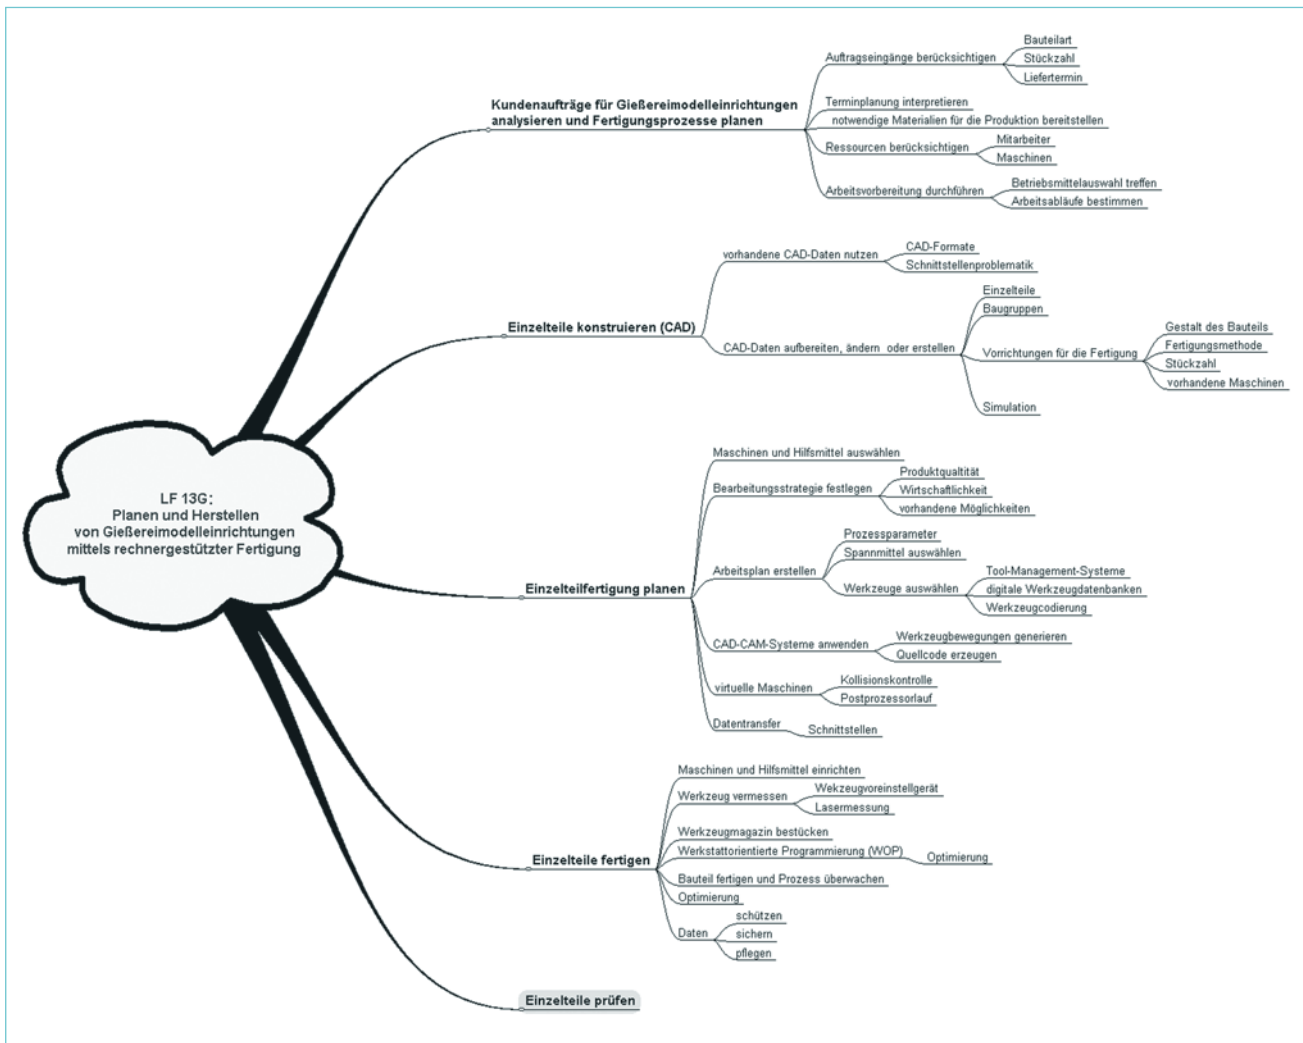 LF 13G:
Planen und Herstellen
von Gießereimodelleinrichtungen
mittels rechnergestützter Fertigung
Kundenaufträge für Gießereimodelleinrichtungen
analysieren und Fertigungsprozesse planen
Auftragseingänge berücksichtigen
Bauteilart
Stückzahl
Liefertermin
Terminplanung interpretieren
notwendige Materialien für die Produktion bereitstellen
Ressourcen berücksichtigen
Mitarbeiter
Maschinen
Arbeitsvorbereitung durchführen
Betriebsmittelauswahl treffen
Arbeitsabläufe bestimmen
Einzelteile konstruieren (CAD)
vorhandene CAD-Daten nutzen
CAD-Formate
Schnittstellenproblematik
CAD-Daten aufbereiten, ändern oder erstellen
Einzelteile
Baugruppen
Vorrichtungen für die Fertigung
Gestalt des Bauteils
Fertigungsmethode
Stückzahl
vorhandene Maschinen
Simulation
Einzelteilfertigung planen
Maschinen und Hilfsmittel auswählen
Bearbeitungsstrategie festlegen
Produktqualtität
Wirtschaftlichkeit
vorhandene Möglichkeiten
Arbeitsplan erstellen
Prozessparameter
Spannmittel auswählen
Werkzeuge auswählen
Tool-Management-Systeme
digitale Werkzeugdatenbanken
Werkzeugcodierung
CAD-CAM-Systeme anwenden
Werkzeugbewegungen generieren
Quellcode erzeugen
virtuelle Maschinen
Kollisionskontrolle
Postprozessorlauf
Datentransfer
Schnittstellen
Einzelteile fertigen
Maschinen und Hilfsmittel einrichten
Werkzeug vermessen
Wekzeugvoreinstellgerät
Lasermessung
Werkzeugmagazin bestücken
Werkstattorientierte Programmierung (WOP)
Optimierung
Bauteil fertigen und Prozess überwachen
Optimierung
Daten
schützen
sichern
pflegen
Einzelteile prüfen